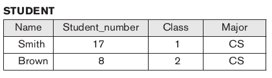 STUDENT
Name Student_number Class Major
Smith 17 1 CS
Brown 8 2 CS